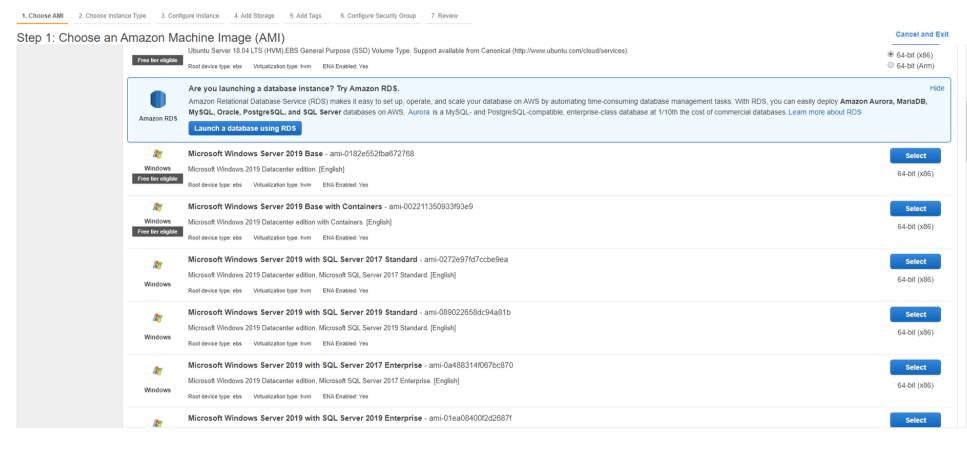 1. Choose AMI 2. Choose Instance Type 3. Configure Instance 4. Add Storage 5. Add Tags 6. Configure Security Group 7. Review
Step 1: Choose an Amazon Machine Image (AMI)
Cancel and Exit
Free tier eligible
Ubuntu Server 18.04 LTS (HVM),EBS General Purpose (SSD) Volume Type. Support available from Canonical (http://www.ubuntu.com/cloud/services).
Root device type: ebs Virtualization type: hvm ENA Enabled: Yes
64-bit (x86)
64-bit (Arm)
Amazon RDS
Are you launching a database instance? Try Amazon RDS.
Hide
Amazon Relational Database Service (RDS) makes it easy to set up, operate, and scale your database on AWS by automating time-consuming database management tasks. With RDS, you can easily deploy Amazon Aurora, MariaDB,
MySQL, Oracle, PostgreSQL, and SQL Server databases on AWS. Aurora is a MySQL- and PostgreSQL-compatible, enterprise-class database at 1/10th the cost of commercial databases. Learn more about RDS
Launch a database using RDS
Windows
Free tier eligible
Microsoft Windows Server 2019 Base - ami-0182e552fba672768
Microsoft Windows 2019 Datacenter edition. [English]
Root device type: ebs Virtualization type: hvm ENA Enabled: Yes
Select
64-bit (x86)
Windows
Free tier eligible
Microsoft Windows Server 2019 Base with Containers - ami-002211350933f93e9
Microsoft Windows 2019 Datacenter edition with Containers. [English]
Root device type: ebs Virtualization type: hvm ENA Enabled: Yes
Select
64-bit (x86)
Windows
Microsoft Windows Server 2019 with SQL Server 2017 Standard - ami-0272e97fd7ccbe9ea
Microsoft Windows 2019 Datacenter edition, Microsoft SQL Server 2017 Standard. [English]
Root device type: ebs Virtualization type: hvm ENA Enabled: Yes
Select
64-bit (x86)
Windows
Microsoft Windows Server 2019 with SQL Server 2019 Standard - ami-089022658dc94a81b
Microsoft Windows 2019 Datacenter edition, Microsoft SQL Server 2019 Standard. [English]
Root device type: ebs Virtualization type: hvm ENA Enabled: Yes
Select
64-bit (x86)
Windows
Microsoft Windows Server 2019 with SQL Server 2017 Enterprise - ami-0a488314f067bc870
Microsoft Windows 2019 Datacenter edition, Microsoft SQL Server 2017 Enterprise. [English]
Root device type: ebs Virtualization type: hvm ENA Enabled: Yes
Select
64-bit (x86)
Microsoft Windows Server 2019 with SQL Server 2019 Enterprise - ami-01ea08400f2d2687f
Select